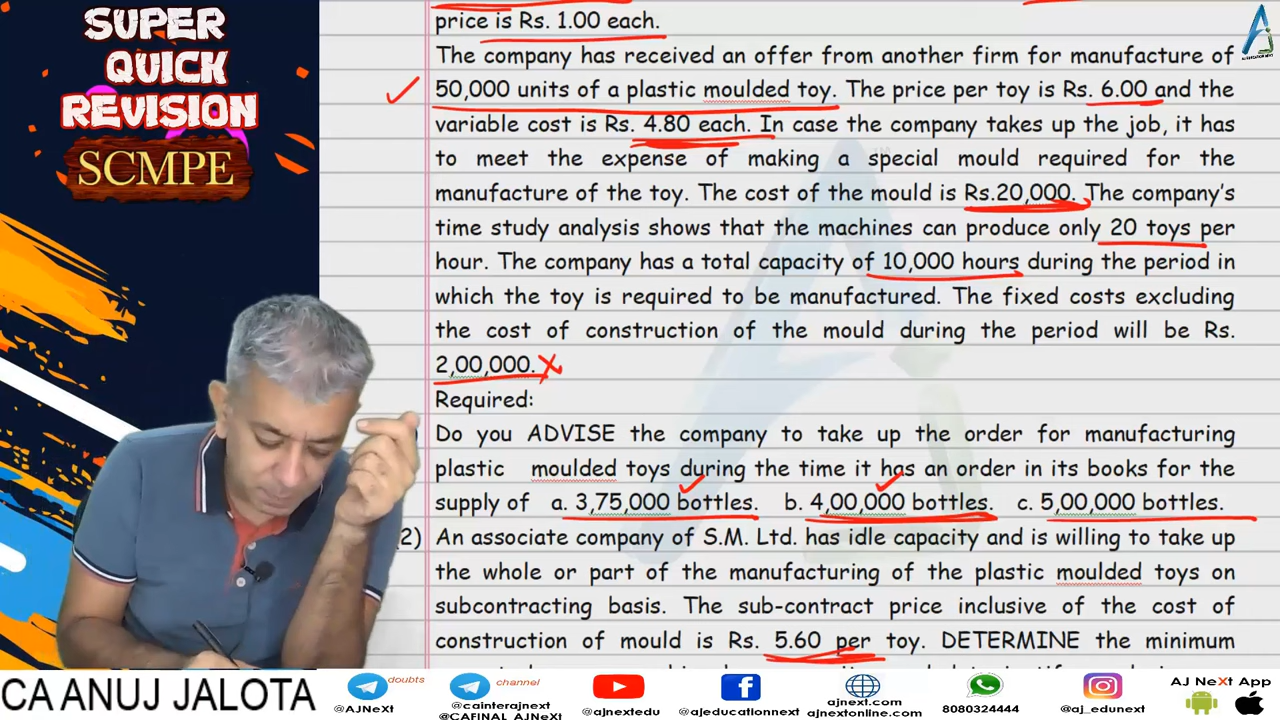 SUPER
QUICK
REVISION
SCMPE
price is Rs. 1.00 each.
The company has received an offer from another firm for manufacture of
50,000 units of a plastic moulded toy. The price per toy is Rs. 6.00 and the
variable cost is Rs. 4.80 each. In case the company takes up the job, it has
to meet the expense of making a special mould required for the
manufacture of the toy. The cost of the mould is Rs.20,000. The company's
time study analysis shows that the machines can produce only 20 toys per
hour. The company has a total capacity of 10,000 hours during the period in
which the toy is required to be manufactured. The fixed costs excluding
the cost of construction of the mould during the period will be Rs.
2,00,000.
Required:
Do you ADVISE the company to take up the order for manufacturing
plastic moulded toys during the time it has an order in its books for the
supply of a. 3,75,000 bottles. b. 4,00,000 bottles. c. 5,00,000 bottles.
(2) An associate company of S.M. Ltd. has idle capacity and is willing to take up
the whole or part of the manufacturing of the plastic moulded toys on
subcontracting basis. The sub-contract price inclusive of the cost of
construction of mould is Rs. 5.60 per toy. DETERMINE the minimum
CA ANUJ JALOTA
doubts
@AJNeXt
channel
@cainterajnext
@CAFINAL_AJNeXt
@ajnextedu
@ajeducationnext
ajnext.com
ajnextonline.com
8080324444
@aj_edunext
AJ NeXt App